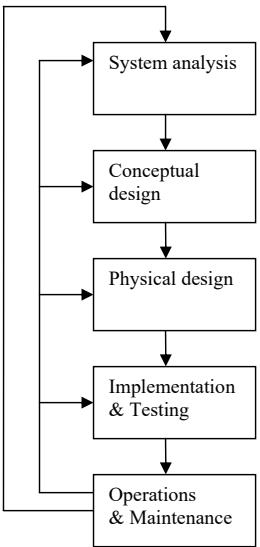 System analysis
Conceptual
design
Physical design
Implementation
& Testing
Operations
& Maintenance